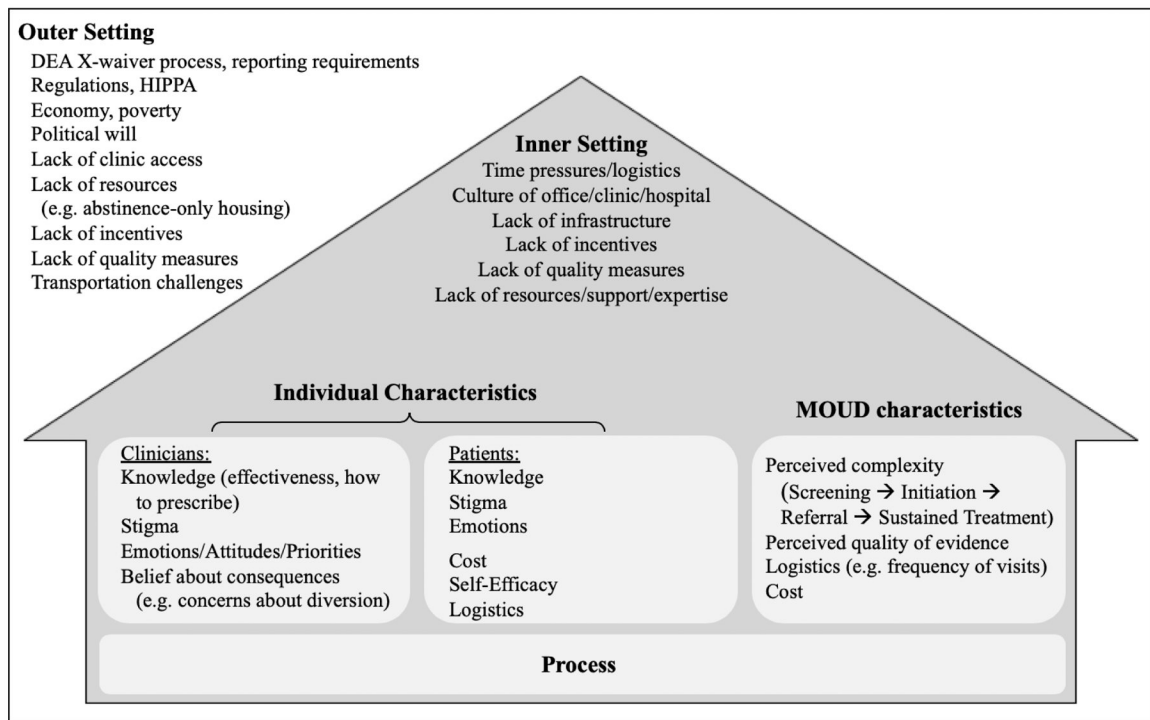 Outer Setting
DEA X-waiver process, reporting requirements
Regulations, HIPPA
Economy, poverty
Political will
Lack of clinic access
Lack of resources
(e.g. abstinence-only housing)
Lack of incentives
Lack of quality measures
Transportation challenges
Inner Setting
Time pressures/logistics
Culture of office/clinic/hospital
Lack of infrastructure
Lack of incentives
Lack of quality measures
Lack of resources/support/expertise
Individual Characteristics
Clinicians:
Knowledge (effectiveness, how
to prescribe)
Stigma
Emotions/Attitudes/Priorities
Belief about consequences
(e.g. concerns about diversion)
Patients:
Knowledge
Stigma
Emotions
Cost
Self-Efficacy
Logistics
MOUD characteristics
Perceived complexity
(Screening → Initiation →
Referral → Sustained Treatment)
Perceived quality of evidence
Logistics (e.g. frequency of visits)
Cost
Process